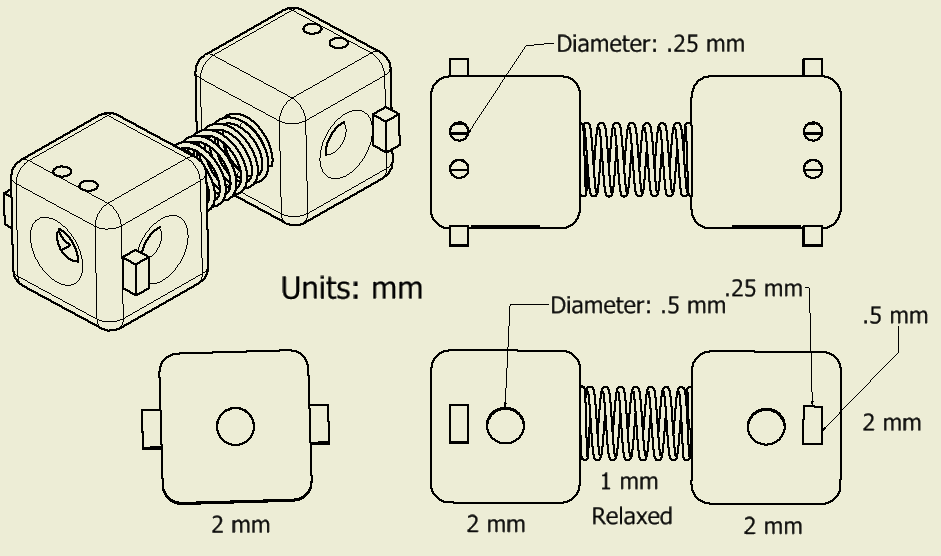 Diameter: .25 mm
Units: mm
Diameter: .5 mm
.25 mm
.5 mm
2 mm
1 mm
Relaxed
2 mm
2 mm
2 mm